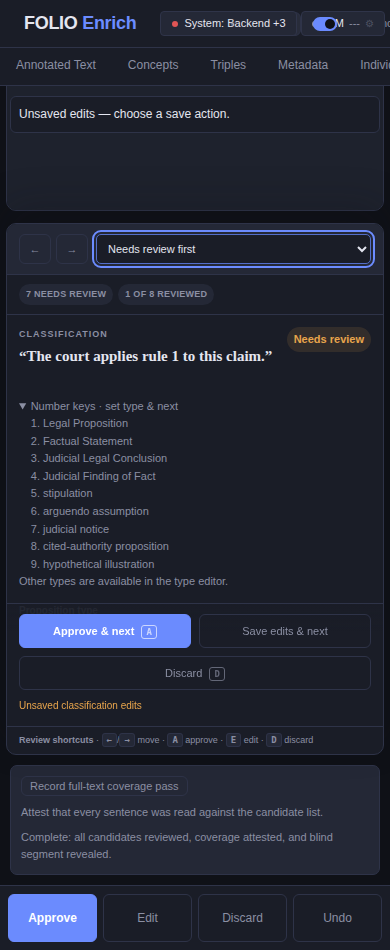 FOLIO Enrich
System: Backend +3
M ---
Annotated Text Concepts Triples Metadata
Unsaved edits — choose a save action.
← → Needs review first
7 NEEDS REVIEW 1 OF 8 REVIEWED
CLASSIFICATION
Needs review
“The court applies rule 1 to this claim.”
▼ Number keys · set type & next
1. Legal Proposition
2. Factual Statement
3. Judicial Legal Conclusion
4. Judicial Finding of Fact
5. stipulation
6. arguendo assumption
7. judicial notice
8. cited-authority proposition
9. hypothetical illustration
Other types are available in the type editor.
Proposition type
Approve & next A Save edits & next
Discard D
Unsaved classification edits
Review shortcuts · ← / → move · A approve · E edit · D discard
Record full-text coverage pass
Attest that every sentence was read against the candidate list.
Complete: all candidates reviewed, coverage attested, and blind
segment revealed.
Approve Edit Discard Undo